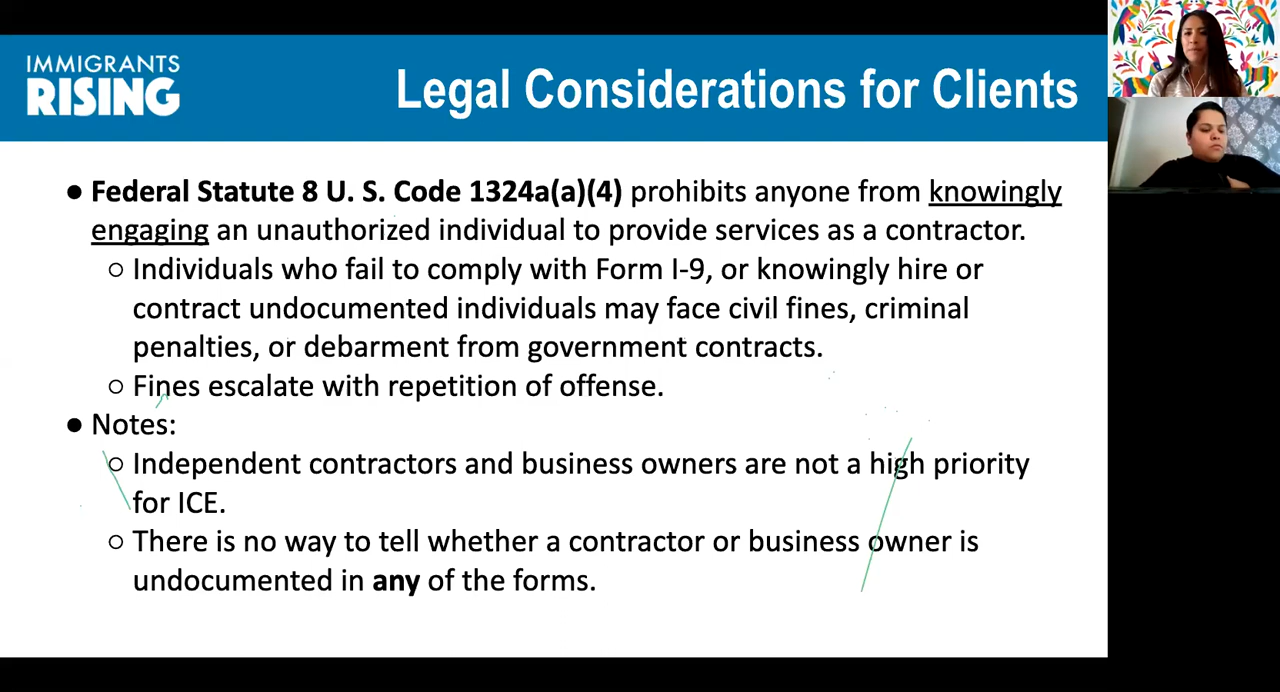 IMMIGRANTS
RISING
Legal Considerations for Clients
● Federal Statute 8 U. S. Code 1324a(a)(4) prohibits anyone from knowingly
engaging an unauthorized individual to provide services as a contractor.
○ Individuals who fail to comply with Form I-9, or knowingly hire or
contract undocumented individuals may face civil fines, criminal
penalties, or debarment from government contracts.
○ Fines escalate with repetition of offense.
● Notes:
○ Independent contractors and business owners are not a high priority
for ICE.
○ There is no way to tell whether a contractor or business owner is
undocumented in any of the forms.